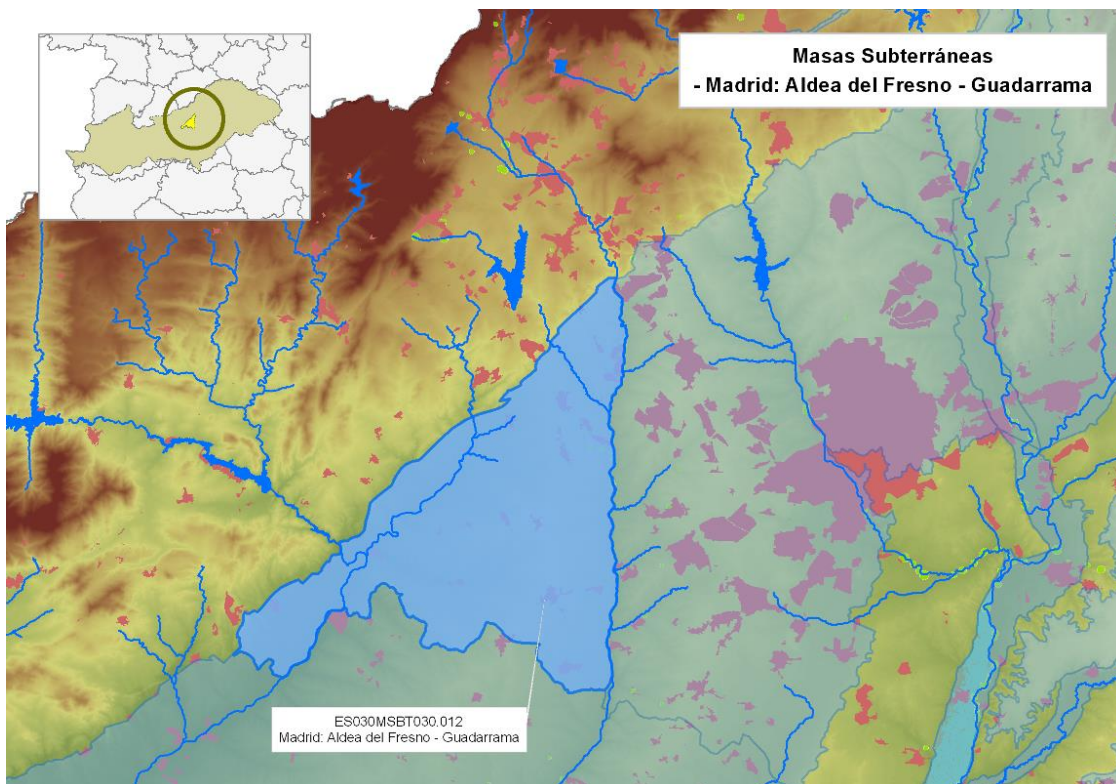 Masas Subterráneas
- Madrid: Aldea del Fresno - Guadarrama
ES030MSBT030.012
Madrid: Aldea del Fresno - Guadarrama